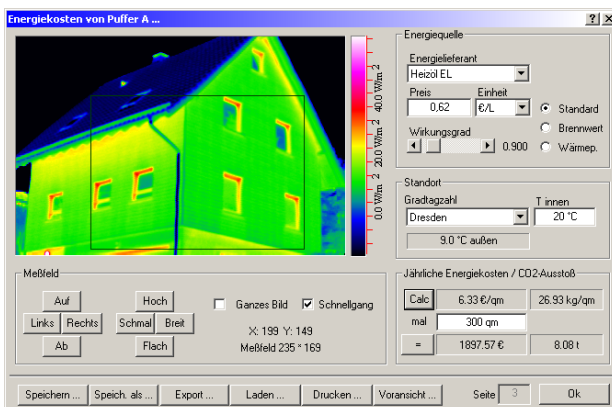 Energiekosten von Puffer A ...
0.0 W/m 2 20.0 W/m 2 40.0 W/m 2
Energiequelle
Energielieferant
Heizöl EL
Preis Einheit
0,62 €/L
Standard
Brennwert
Wärmep.
Wirkungsgrad
0.900
Standort
Gradtagzahl T innen
Dresden 20 °C
9.0 °C außen
Meßfeld
Auf
Links Rechts
Ab
Hoch
Schmal Breit
Flach
Ganzes Bild Schnellgang
X: 199 Y: 149
Meßfeld 235 * 169
Jährliche Energiekosten / CO2-Ausstoß
Calc 6.33 €/qm 26.93 kg/qm
mal 300 qm
= 1897.57 € 8.08 t
Speichern ... Speich. als ... Export ... Laden ... Drucken ... Voransicht ... Seite 3 Ok